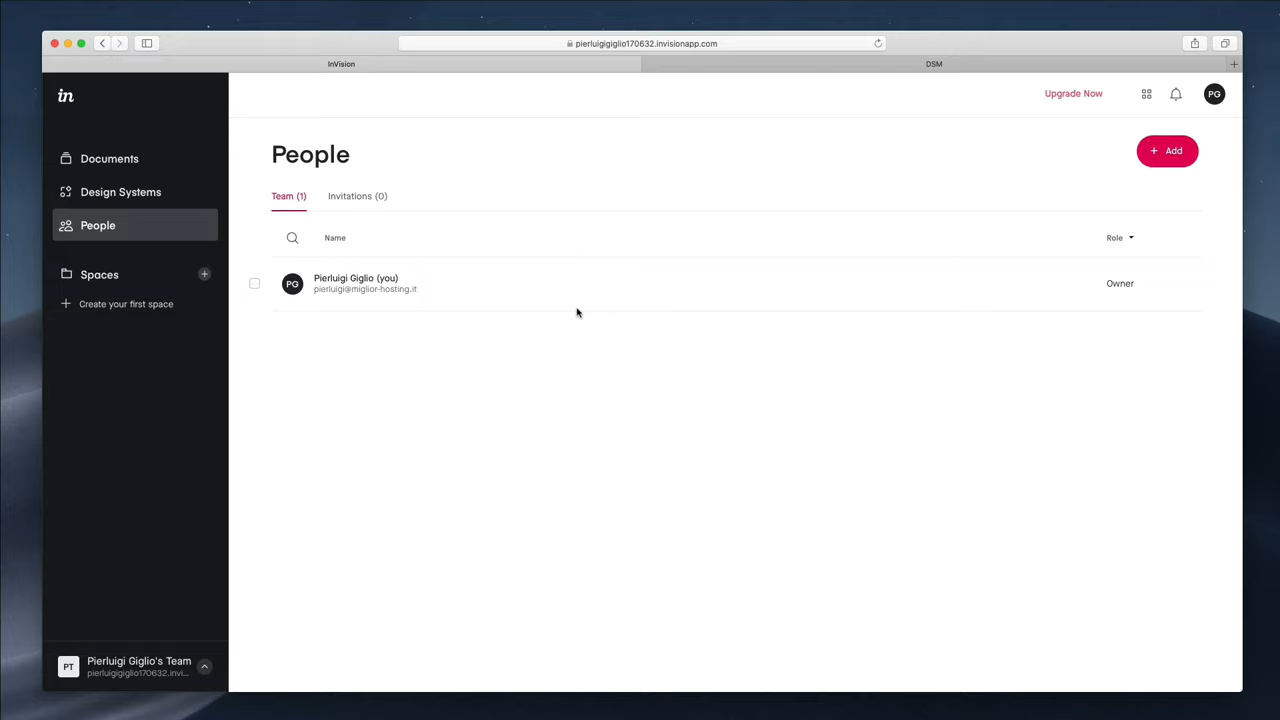 pierluigigiglio170632.invisionapp.com
InVision
DSM
in
Upgrade Now
PG
Documents
Design Systems
People
Spaces
Create your first space
People
+ Add
Team (1)
Invitations (0)
Name
Role
PG
Pierluigi Giglio (you)
pierluigi@miglior-hosting.it
Owner
PT
Pierluigi Giglio's Team
pierluigigiglio170632.invi...